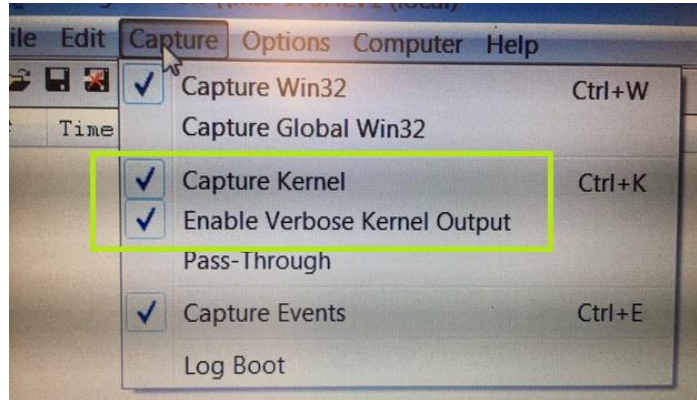 ile Edit Capture Options Computer Help
Time
Capture Win32 Ctrl+W
Capture Global Win32
Capture Kernel Ctrl+K
Enable Verbose Kernel Output
Pass-Through
Capture Events Ctrl+E
Log Boot